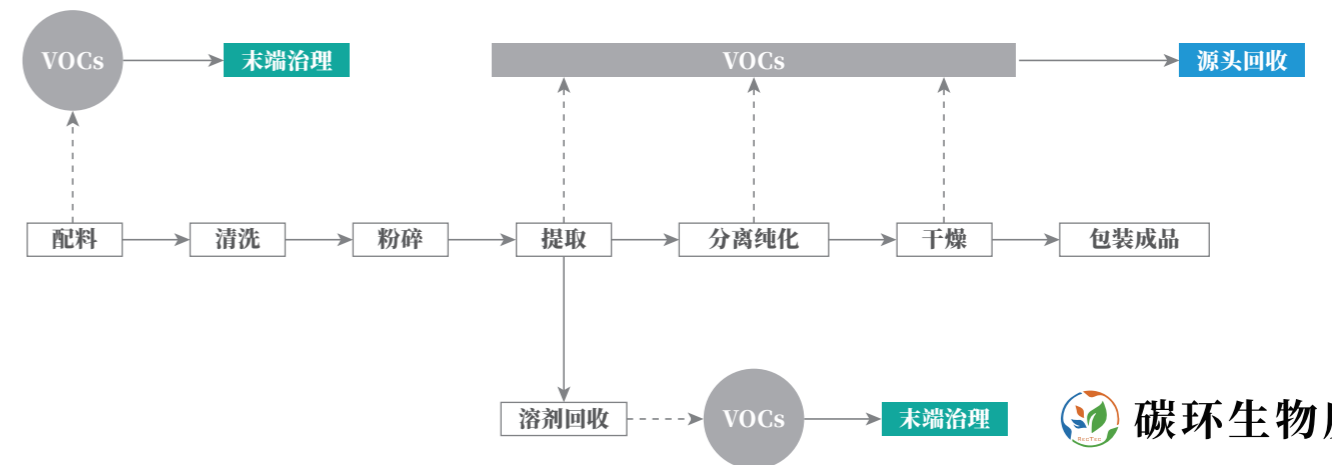 VOCs
末端治理
VOCs
源头回收
配料
清洗
粉碎
提取
分离纯化
干燥
包装成品
溶剂回收
VOCs
末端治理
碳环生物